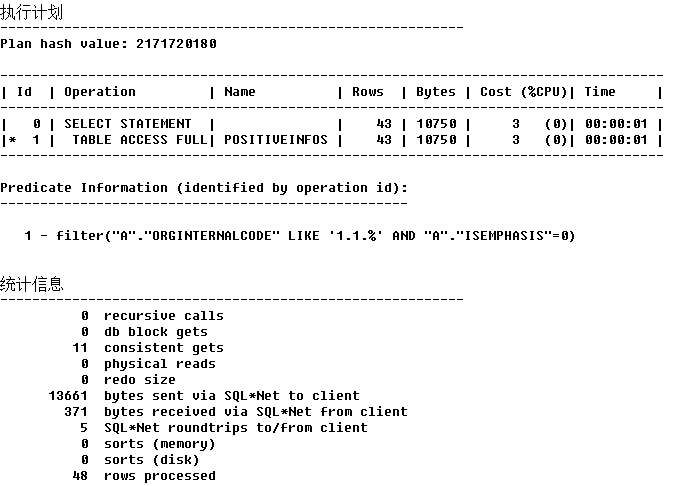 执行计划
----------------------------------------------------------
Plan hash value: 2171720180
----------------------------------------------------------------------------------
| Id  | Operation         | Name          | Rows  | Bytes | Cost (%CPU)| Time     |
----------------------------------------------------------------------------------
|   0 | SELECT STATEMENT  |               |    43 | 10750 |     3   (0)| 00:00:01 |
|*  1 |  TABLE ACCESS FULL| POSITIVEINFOS |    43 | 10750 |     3   (0)| 00:00:01 |
----------------------------------------------------------------------------------
Predicate Information (identified by operation id):
---------------------------------------------------
   1 - filter("A"."ORGINTERNALCODE" LIKE '1.1.%' AND "A"."ISEMPHASIS"=0)
统计信息
----------------------------------------------------------
          0  recursive calls
          0  db block gets
         11  consistent gets
          0  physical reads
          0  redo size
      13661  bytes sent via SQL*Net to client
        371  bytes received via SQL*Net from client
          5  SQL*Net roundtrips to/from client
          0  sorts (memory)
          0  sorts (disk)
         48  rows processed